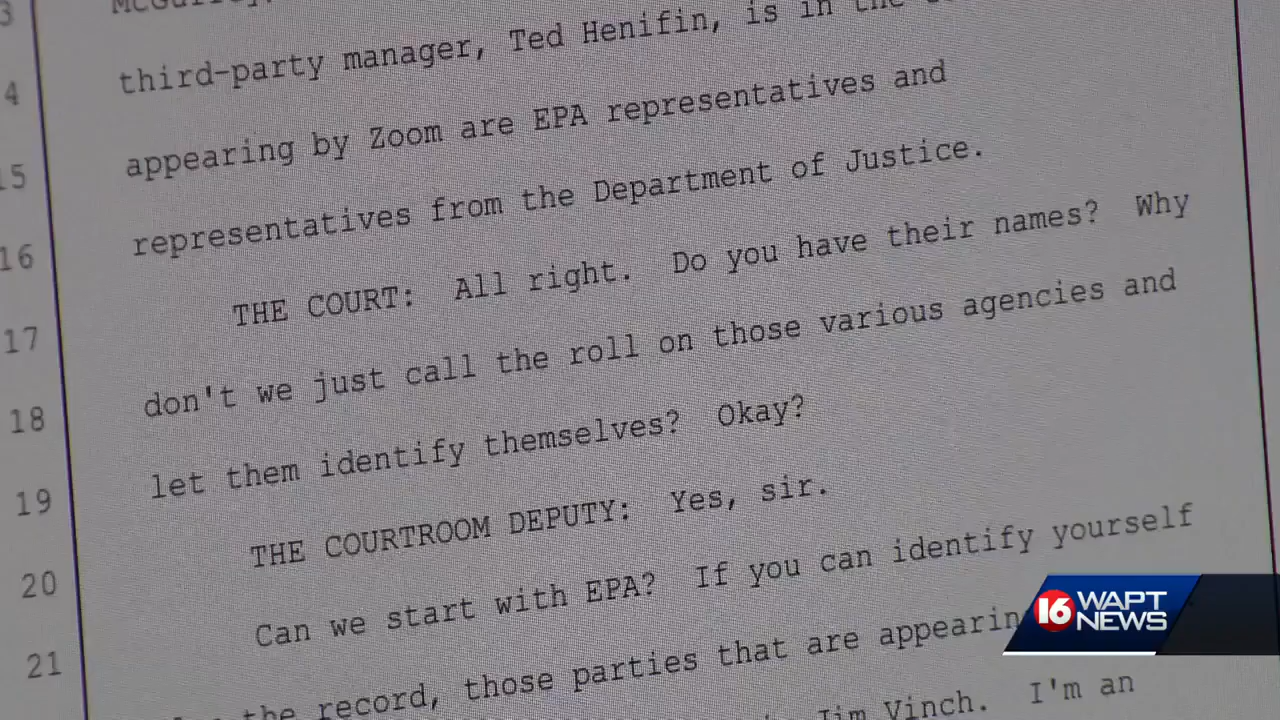 3
third-party manager, Ted Henifin, is in the
4
appearing by Zoom are EPA representatives and
15
representatives from the Department of Justice.
16
THE COURT: All right. Do you have their names? Why
17
don't we just call the roll on those various agencies and
18
let them identify themselves? Okay?
19
THE COURTROOM DEPUTY: Yes, sir.
20
Can we start with EPA? If you can identify yourself
21
the record, those parties that are appearin
Jim Vinch. I'm an
16 WAPT
NEWS